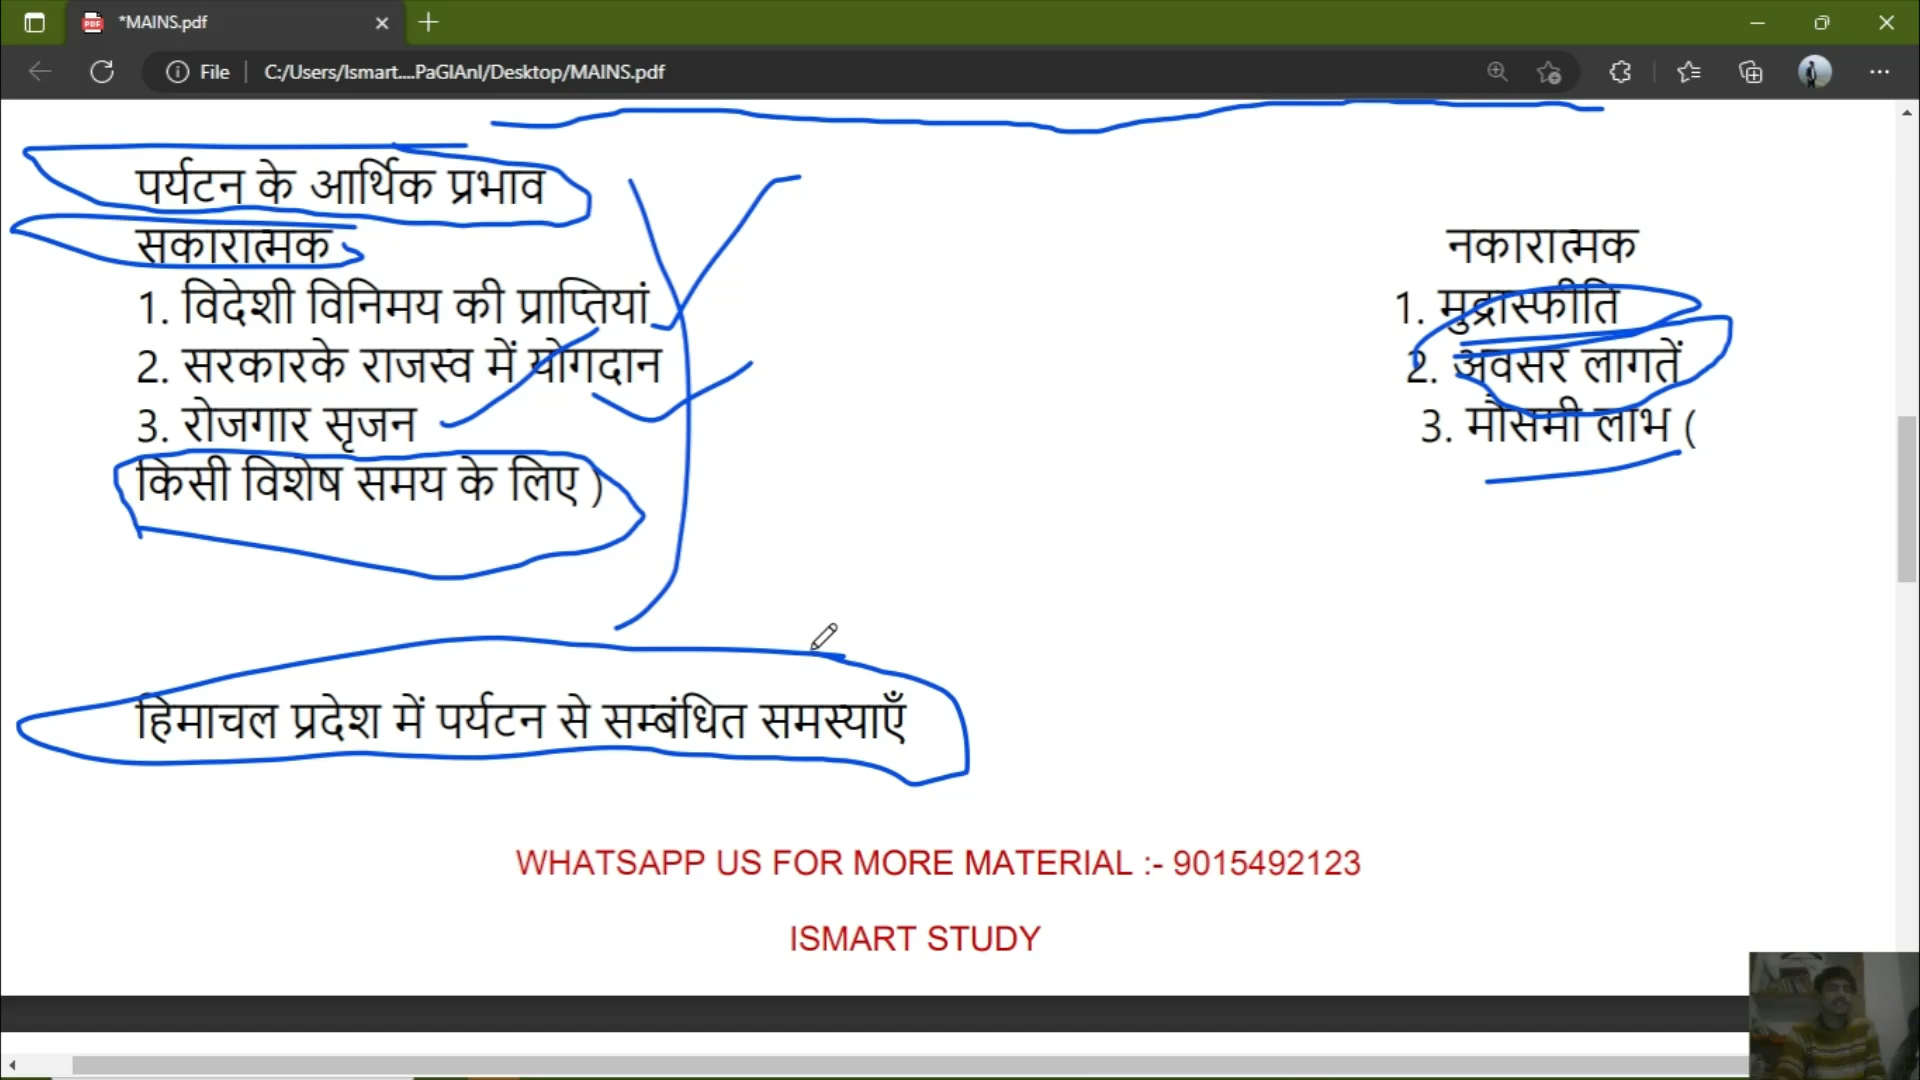 *MAINS.pdf
File
C:/Users/Ismart....PaGlAnI/Desktop/MAINS.pdf
पर्यटन के आर्थिक प्रभाव
सकारात्मक नकारात्मक
1. विदेशी विनिमय की प्राप्तियां 1. मुद्रास्फीति
2. सरकारके राजस्व में योगदान 2. अवसर लागतें
3. रोजगार सृजन 3. मौसमी लाभ (
किसी विशेष समय के लिए )
हिमाचल प्रदेश में पर्यटन से सम्बंधित समस्याएँ
WHATSAPP US FOR MORE MATERIAL :- 9015492123
ISMART STUDY